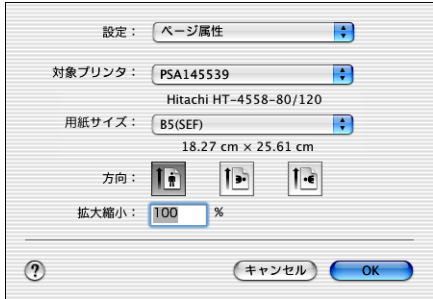 設定： ページ属性
対象プリンタ： PSA145539
Hitachi HT-4558-80/120
用紙サイズ： B5(SEF)
18.27 cm × 25.61 cm
方向：
拡大縮小： 100 %
? キャンセル OK